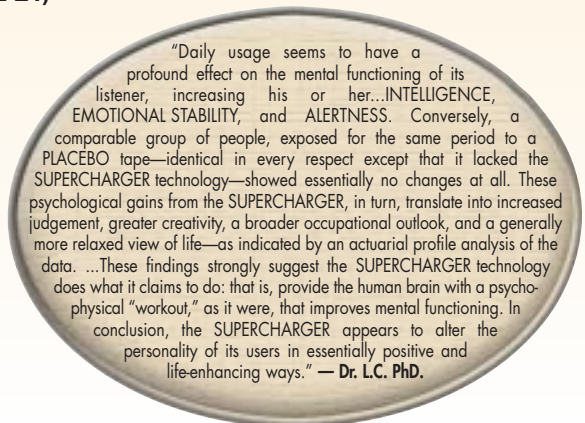 “Daily usage seems to have a
profound effect on the mental functioning of its
listener, increasing his or her...INTELLIGENCE,
EMOTIONAL STABILITY, and ALERTNESS. Conversely, a
comparable group of people, exposed for the same period to a
PLACEBO tape—identical in every respect except that it lacked the
SUPERCHARGER technology—showed essentially no changes at all. These
psychological gains from the SUPERCHARGER, in turn, translate into increased
judgement, greater creativity, a broader occupational outlook, and a generally
more relaxed view of life—as indicated by an actuarial profile analysis of the
data. ...These findings strongly suggest the SUPERCHARGER technology
does what it claims to do: that is, provide the human brain with a psycho-
physical “workout,” as it were, that improves mental functioning. In
conclusion, the SUPERCHARGER appears to alter the
personality of its users in essentially positive and
life-enhancing ways.” — Dr. L.C. PhD.